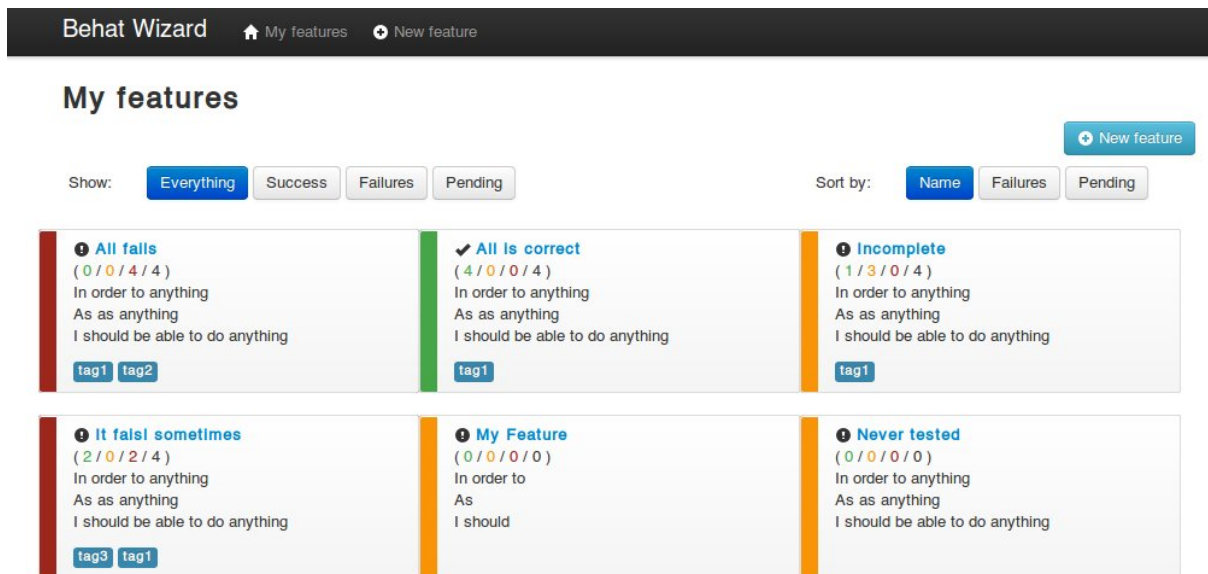 Behat Wizard My features New feature
My features
New feature
Show: Everything Success Failures Pending Sort by: Name Failures Pending
All fails
( 0 / 0 / 4 / 4 )
In order to anything
As as anything
I should be able to do anything
tag1 tag2
All is correct
( 4 / 0 / 0 / 4 )
In order to anything
As as anything
I should be able to do anything
tag1
Incomplete
( 1 / 3 / 0 / 4 )
In order to anything
As as anything
I should be able to do anything
tag1
It faisl sometimes
( 2 / 0 / 2 / 4 )
In order to anything
As as anything
I should be able to do anything
tag3 tag1
My Feature
( 0 / 0 / 0 / 0 )
In order to
As
I should
Never tested
( 0 / 0 / 0 / 0 )
In order to anything
As as anything
I should be able to do anything